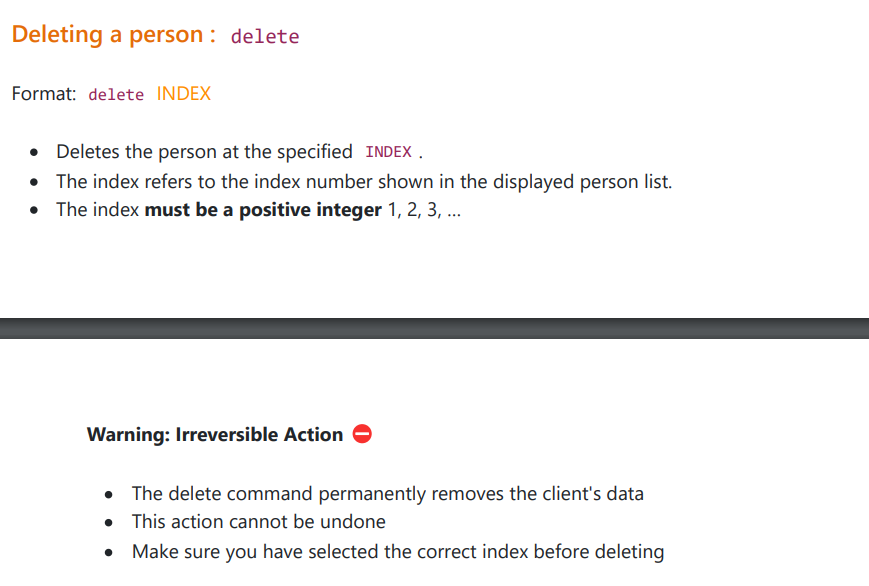 Deleting a person : delete
Format: delete INDEX
• Deletes the person at the specified INDEX .
• The index refers to the index number shown in the displayed person list.
• The index must be a positive integer 1, 2, 3, …
Warning: Irreversible Action ⛔
• The delete command permanently removes the client's data
• This action cannot be undone
• Make sure you have selected the correct index before deleting